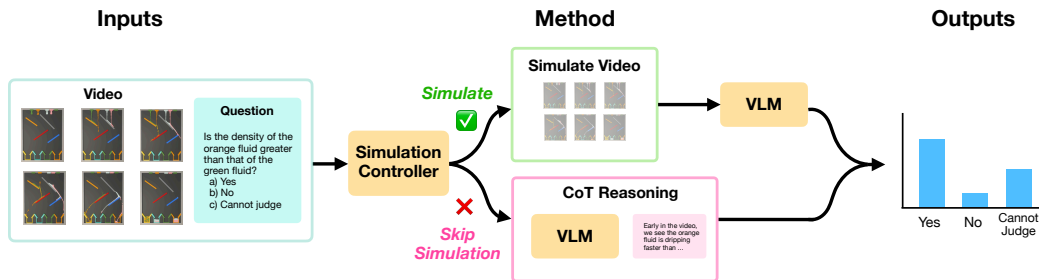 Inputs
Method
Outputs
Video
Question
Is the density of the
orange fluid greater
than that of the
green fluid?
a) Yes
b) No
c) Cannot judge
Simulation
Controller
Simulate
Skip
Simulation
Simulate Video
VLM
CoT Reasoning
VLM
Early in the video,
we see the orange
fluid is dripping
faster than ...
Yes
No
Cannot
Judge